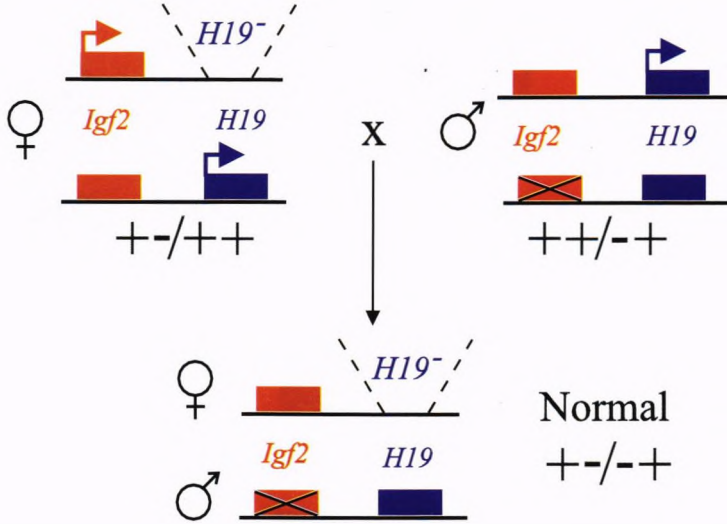 H19⁻
♀ Igf2 H19 x ♂ Igf2 H19
+-/++ ++/-+
♀ H19⁻
Normal
Igf2 H19
+-/-+
♂